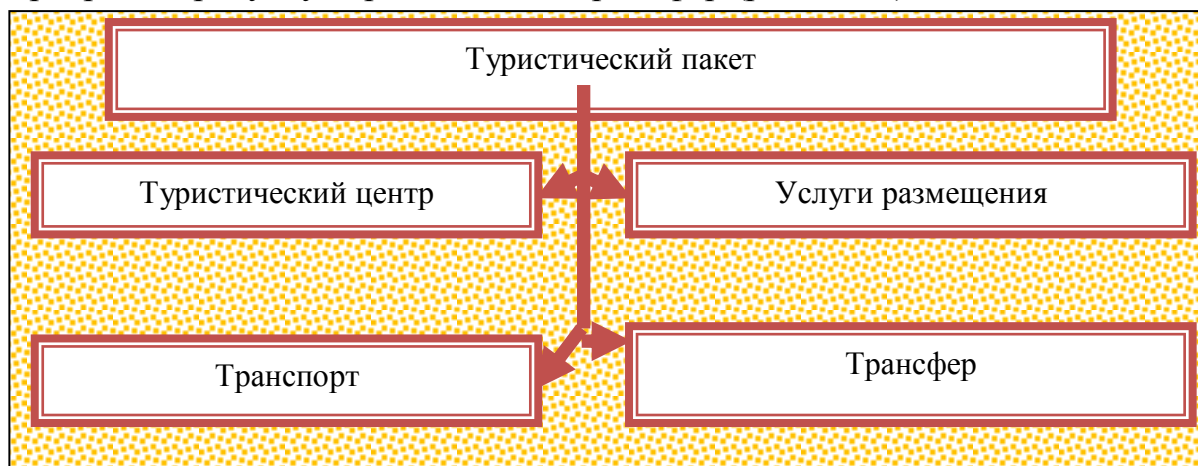 Туристический пакет
Туристический центр
Услуги размещения
Транспорт
Трансфер